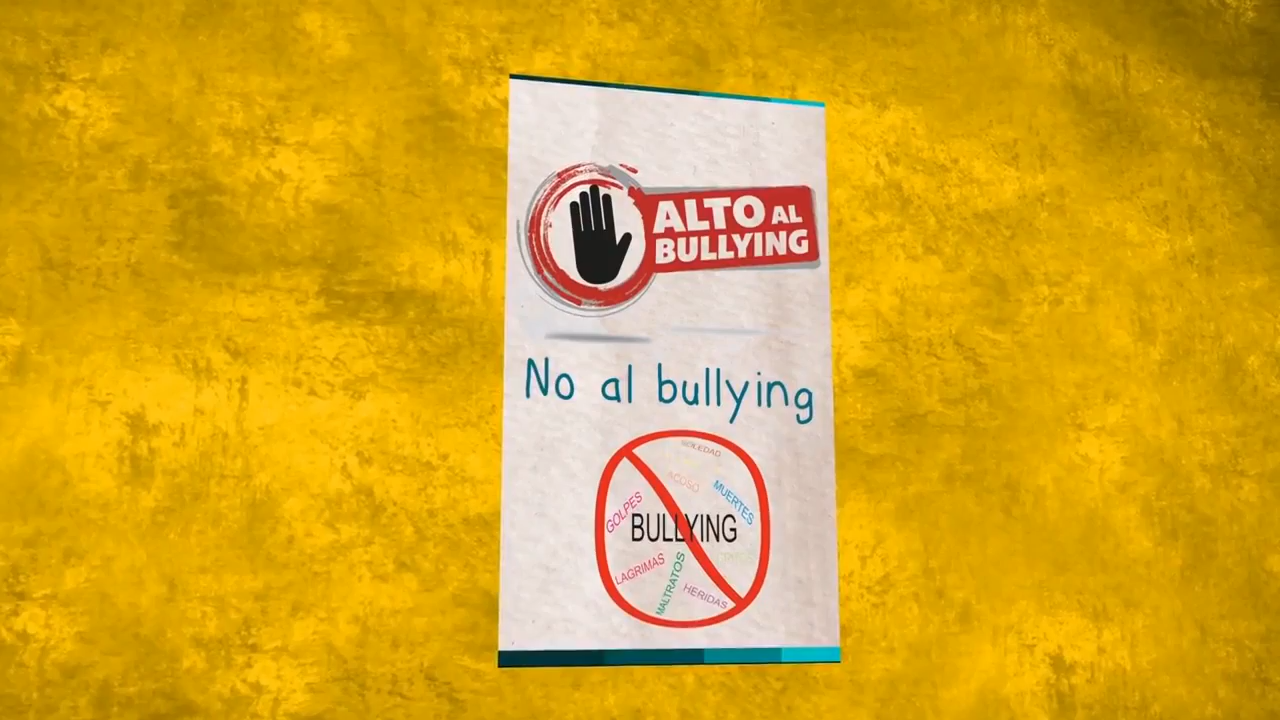 ALTO AL
BULLYING
No al bullying
SOLEDAD
ACOSO
MUERTES
GOLPES
BULLYING
LAGRIMAS
MALTRATOS
HERIDAS